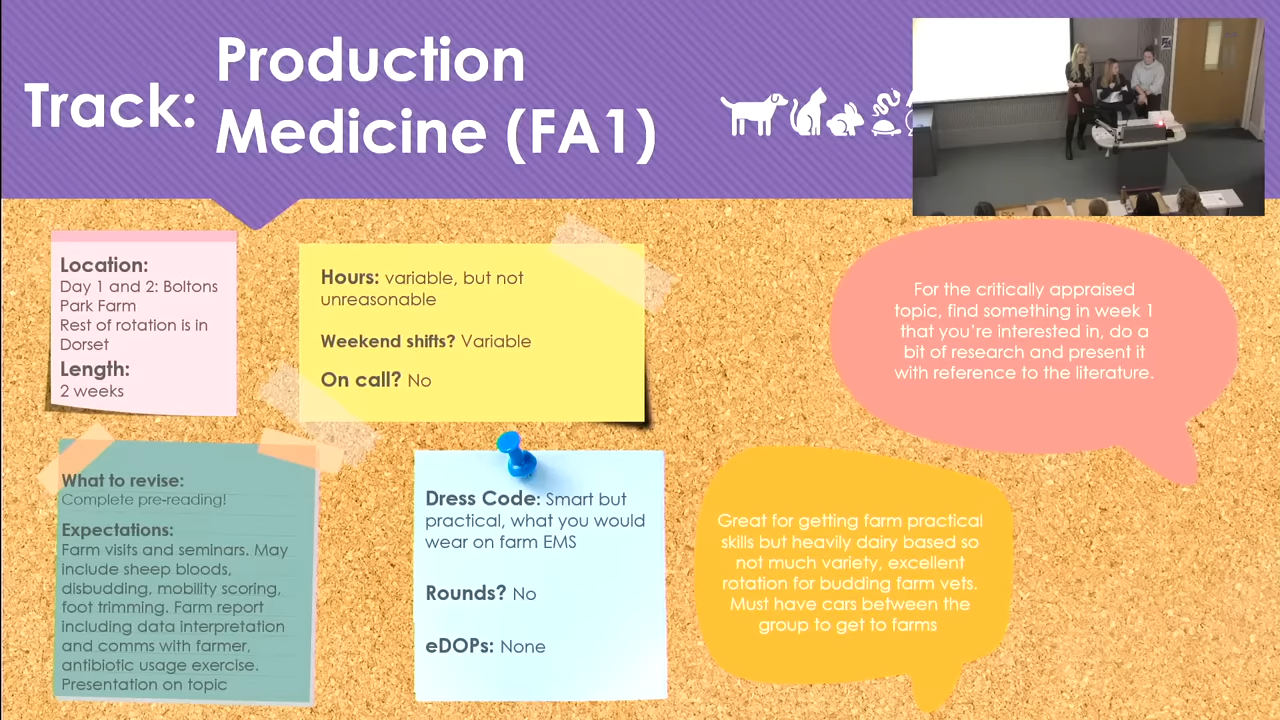 Track:
Production
Medicine (FA1)
Location:
Day 1 and 2: Boltons
Park Farm
Rest of rotation is in
Dorset
Length:
2 weeks
Hours: variable, but not
unreasonable
Weekend shifts? Variable
On call? No
For the critically appraised
topic, find something in week 1
that you're interested in, do a
bit of research and present it
with reference to the literature.
What to revise:
Complete pre-reading!
Expectations:
Farm visits and seminars. May
include sheep bloods,
disbudding, mobility scoring,
foot trimming. Farm report
including data interpretation
and comms with farmer,
antibiotic usage exercise.
Presentation on topic
Dress Code: Smart but
practical, what you would
wear on farm EMS
Rounds? No
eDOPs: None
Great for getting farm practical
skills but heavily dairy based so
not much variety, excellent
rotation for budding farm vets.
Must have cars between the
group to get to farms